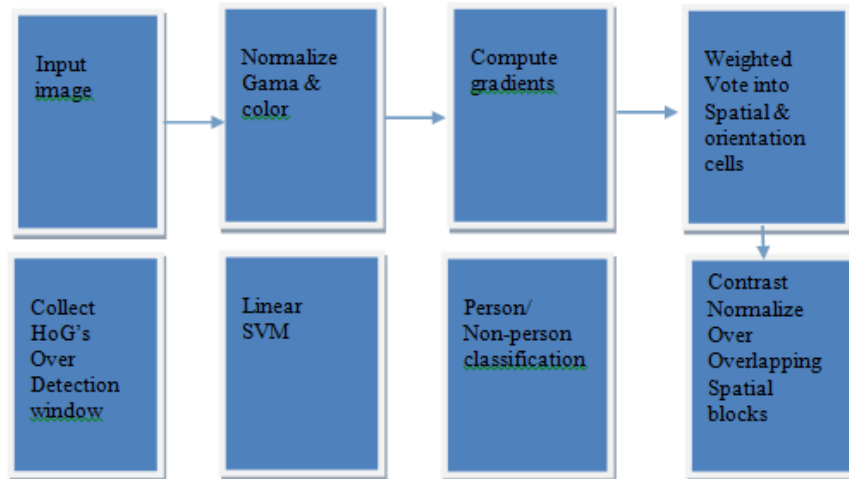 Input
image
Normalize
Gama &
color
Compute
gradients
Weighted
Vote into
Spatial &
orientation
cells
Collect
HoG's
Over
Detection
window
Linear
SVM
Person/
Non-person
classification
Contrast
Normalize
Over
Overlapping
Spatial
blocks